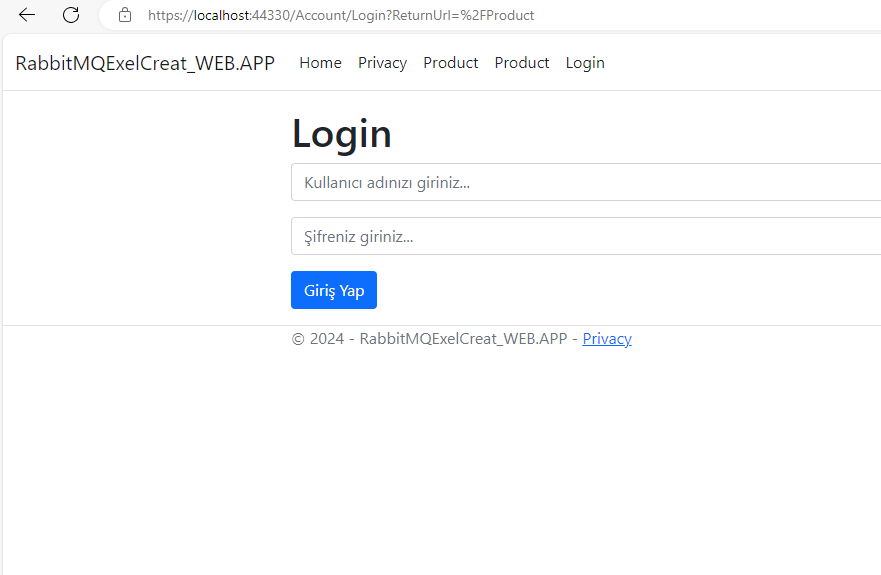 https://localhost:44330/Account/Login?ReturnUrl=%2FProduct
RabbitMQExelCreat_WEB.APP Home Privacy Product Product Login
Login
Kullanıcı adınızı giriniz...
Şifreniz giriniz...
Giriş Yap
© 2024 - RabbitMQExelCreat_WEB.APP - Privacy